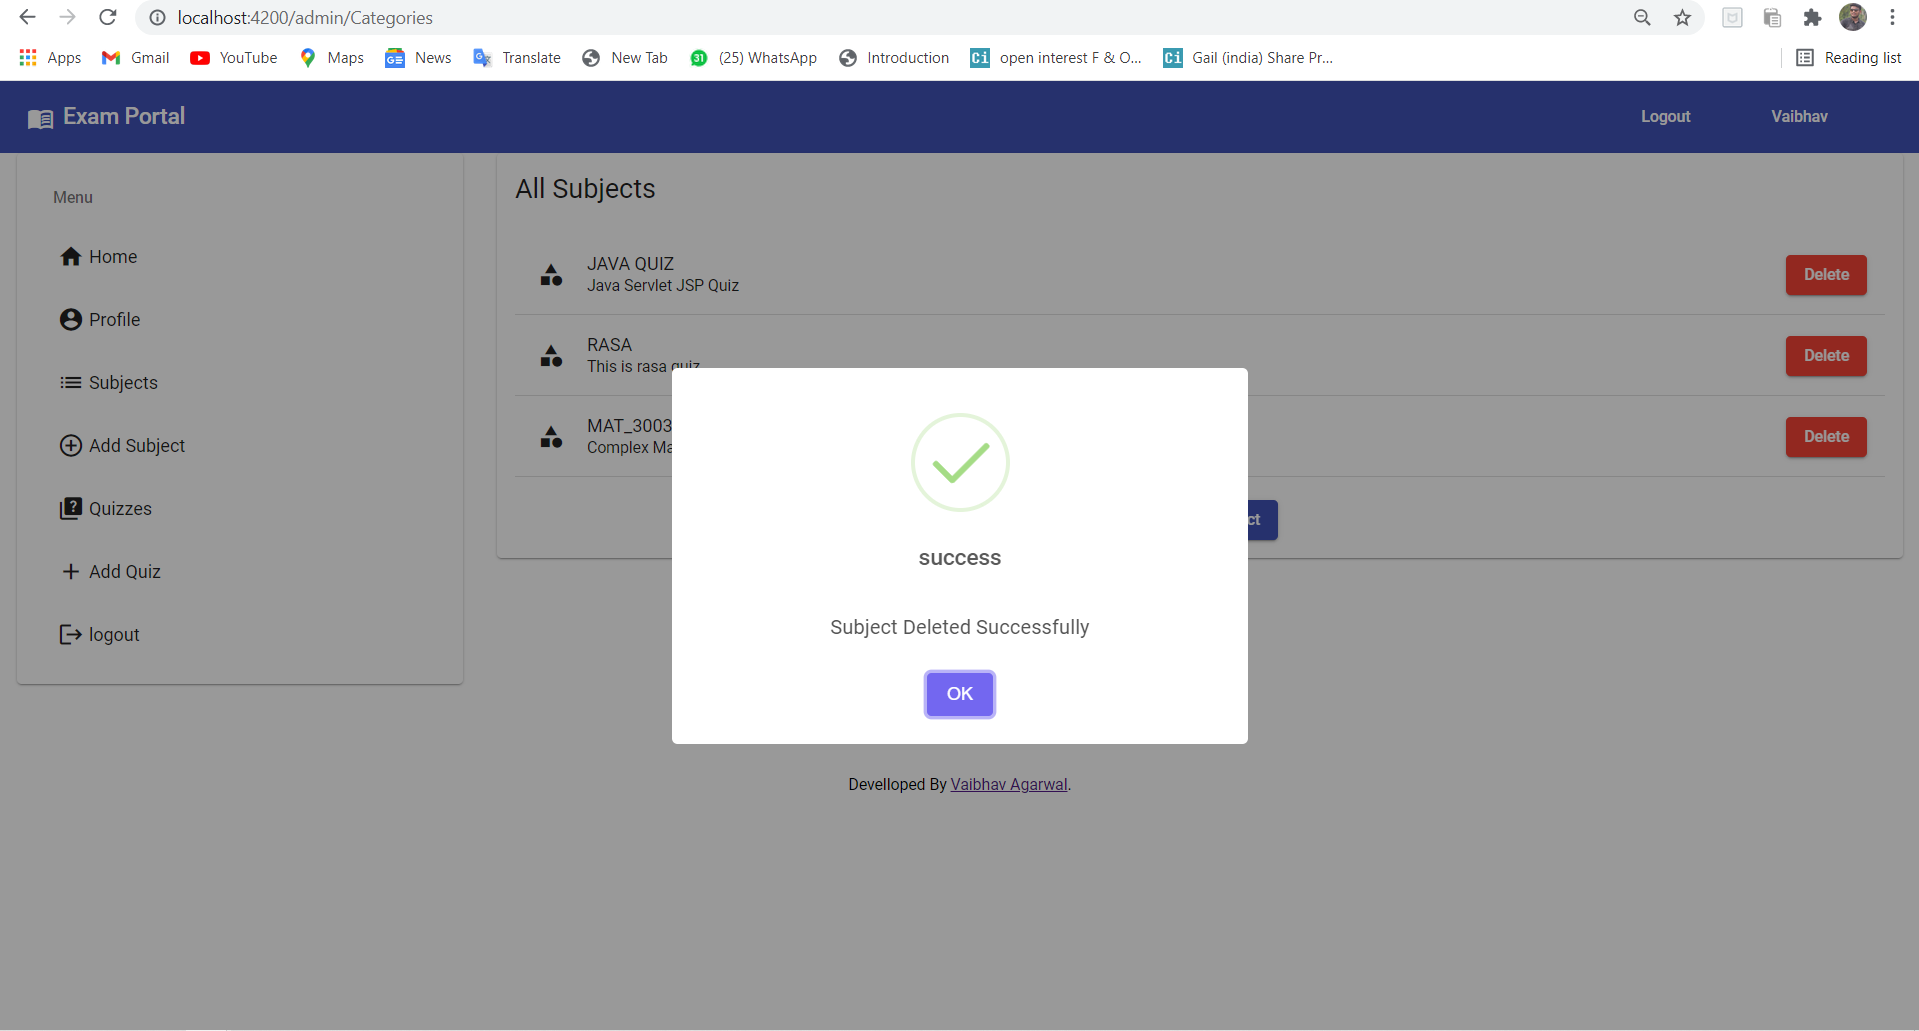 localhost:4200/admin/Categories
Apps Gmail YouTube Maps News Translate New Tab 31 (25) WhatsApp Introduction Ci open interest F & O... Ci Gail (india) Share Pr... Reading list
Exam Portal Logout Vaibhav
Menu
Home
Profile
Subjects
Add Subject
Quizzes
Add Quiz
logout
All Subjects
JAVA QUIZ
Java Servlet JSP Quiz
Delete
RASA
This is rasa quiz
Delete
MAT_3003
Complex Ma
Delete
ct
success
Subject Deleted Successfully
OK
Develloped By Vaibhav Agarwal.